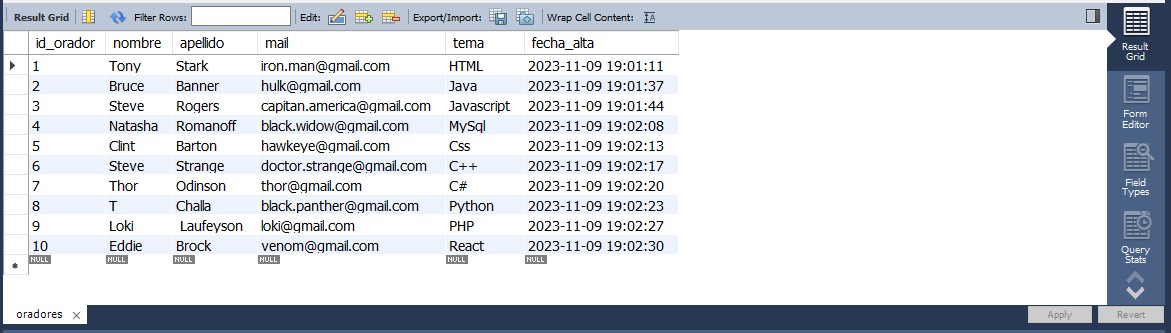 Result Grid Filter Rows: Edit: Export/Import: Wrap Cell Content: IA
id_orador nombre apellido mail tema fecha_alta
1 Tony Stark iron.man@gmail.com HTML 2023-11-09 19:01:11
2 Bruce Banner hulk@gmail.com Java 2023-11-09 19:01:37
3 Steve Rogers capitan.america@gmail.com Javascript 2023-11-09 19:01:44
4 Natasha Romanoff black.widow@gmail.com MySql 2023-11-09 19:02:08
5 Clint Barton hawkeye@gmail.com Css 2023-11-09 19:02:13
6 Steve Strange doctor.strange@gmail.com C++ 2023-11-09 19:02:17
7 Thor Odinson thor@gmail.com C# 2023-11-09 19:02:20
8 T Challa black.panther@gmail.com Python 2023-11-09 19:02:23
9 Loki Laufeyson loki@gmail.com PHP 2023-11-09 19:02:27
10 Eddie Brock venom@gmail.com React 2023-11-09 19:02:30
NULL NULL NULL NULL NULL NULL
Result
Grid
Form
Editor
Field
Types
Query
Stats
oradores ×
Apply Revert